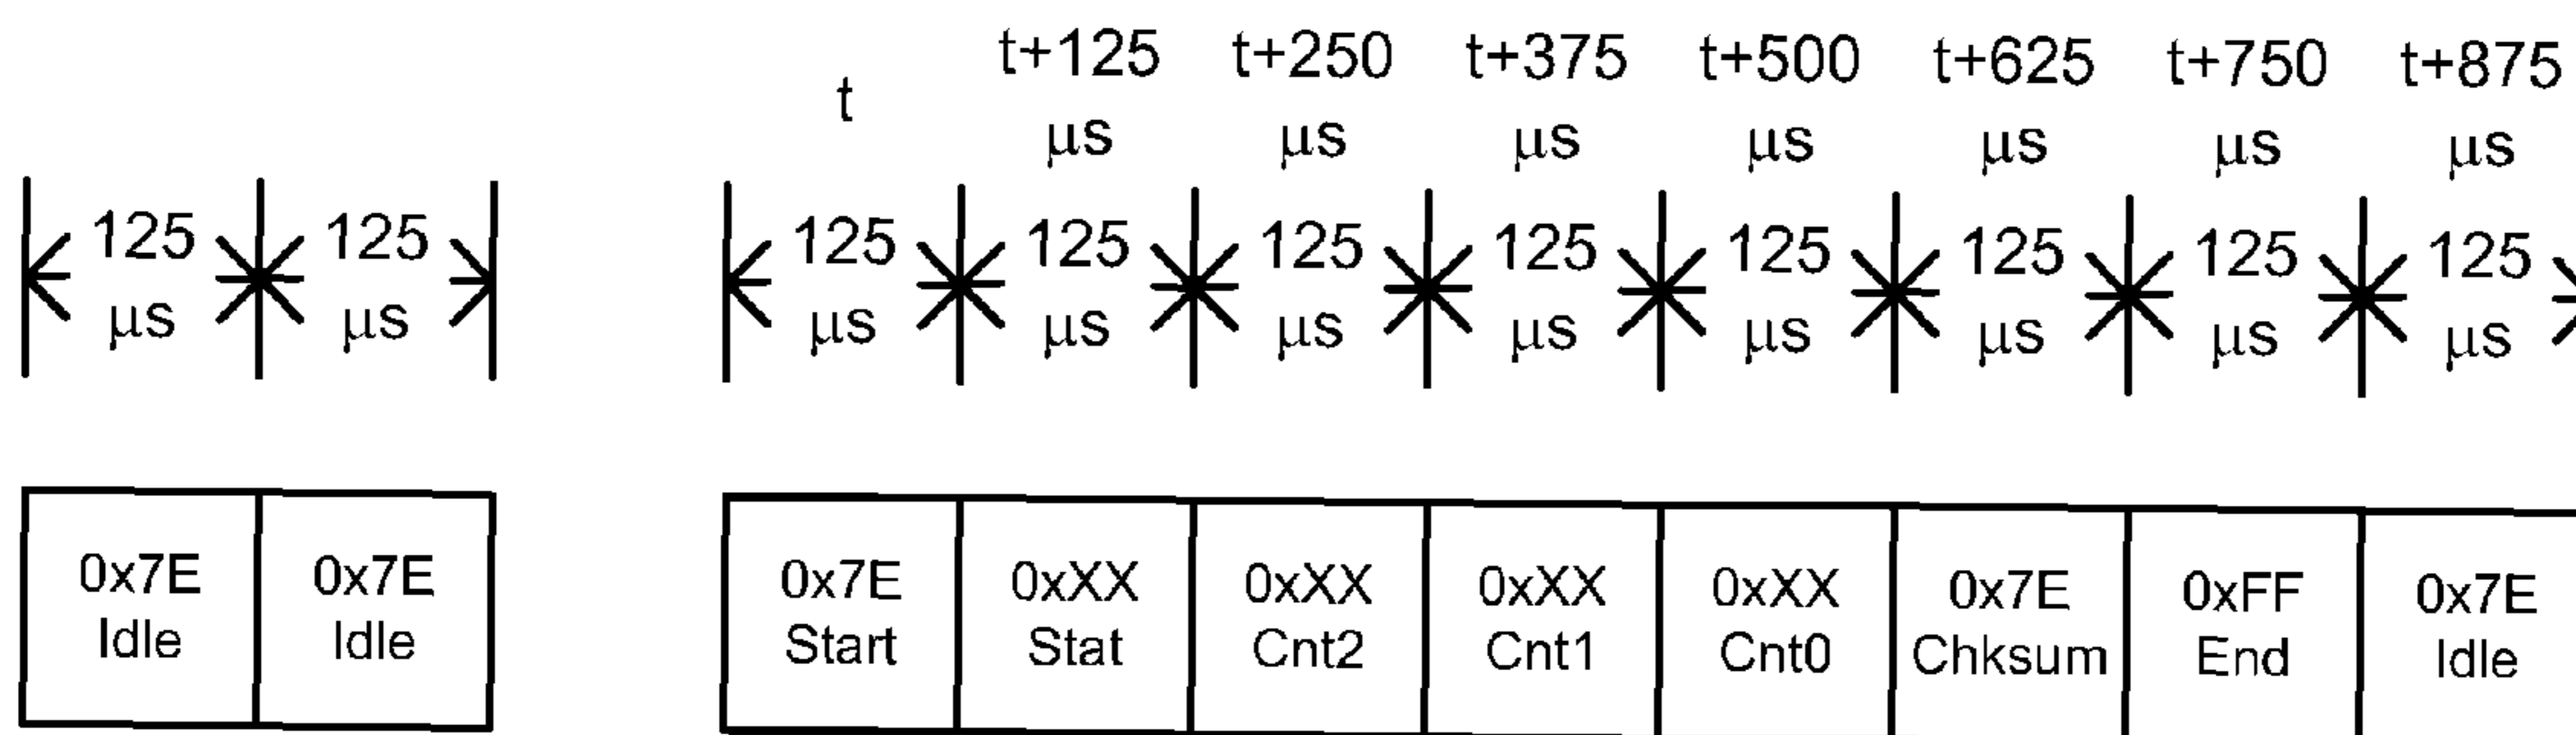 t
t+125
μs
t+250
μs
t+375
μs
t+500
μs
t+625
μs
t+750
μs
t+875
μs
125
μs
125
μs
125
μs
125
μs
125
μs
125
μs
125
μs
125
μs
125
μs
125
μs
0x7E
Idle
0x7E
Idle
0x7E
Start
0xXX
Stat
0xXX
Cnt2
0xXX
Cnt1
0xXX
Cnt0
0x7E
Chksum
0xFF
End
0x7E
Idle